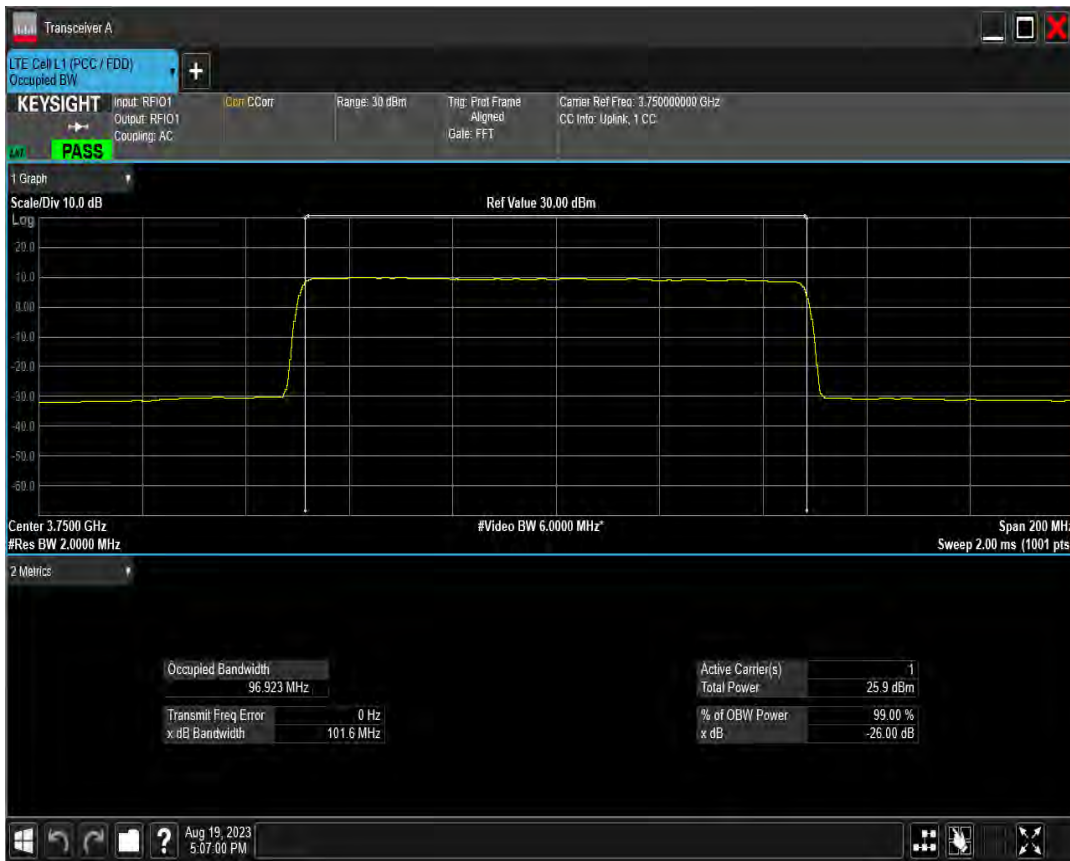 Transceiver A
LTE Cell L1 (PCC / FDD)
Occupied BW
+
KEYSIGHT
Input: RFIO1
Output: RFIO1
Coupling: AC
Corr CCorr
Range: 30 dBm
Trig: Prot Frame
Aligned
Gate: FFT
Carrier Ref Freq: 3.750000000 GHz
CC Info: Uplink, 1 CC
PASS
1 Graph
Scale/Div 10.0 dB
Ref Value 30.00 dBm
Log
20.0
10.0
0.00
-10.0
-20.0
-30.0
-40.0
-50.0
-60.0
Center 3.7500 GHz
#Video BW 6.0000 MHz*
Span 200 MHz
#Res BW 2.0000 MHz
Sweep 2.00 ms (1001 pts
2 Metrics
Occupied Bandwidth
96.923 MHz
Transmit Freq Error 0 Hz
x dB Bandwidth 101.6 MHz
Active Carrier(s) 1
Total Power 25.9 dBm
% of OBW Power 99.00 %
x dB -26.00 dB
?
Aug 19, 2023
5:07:00 PM